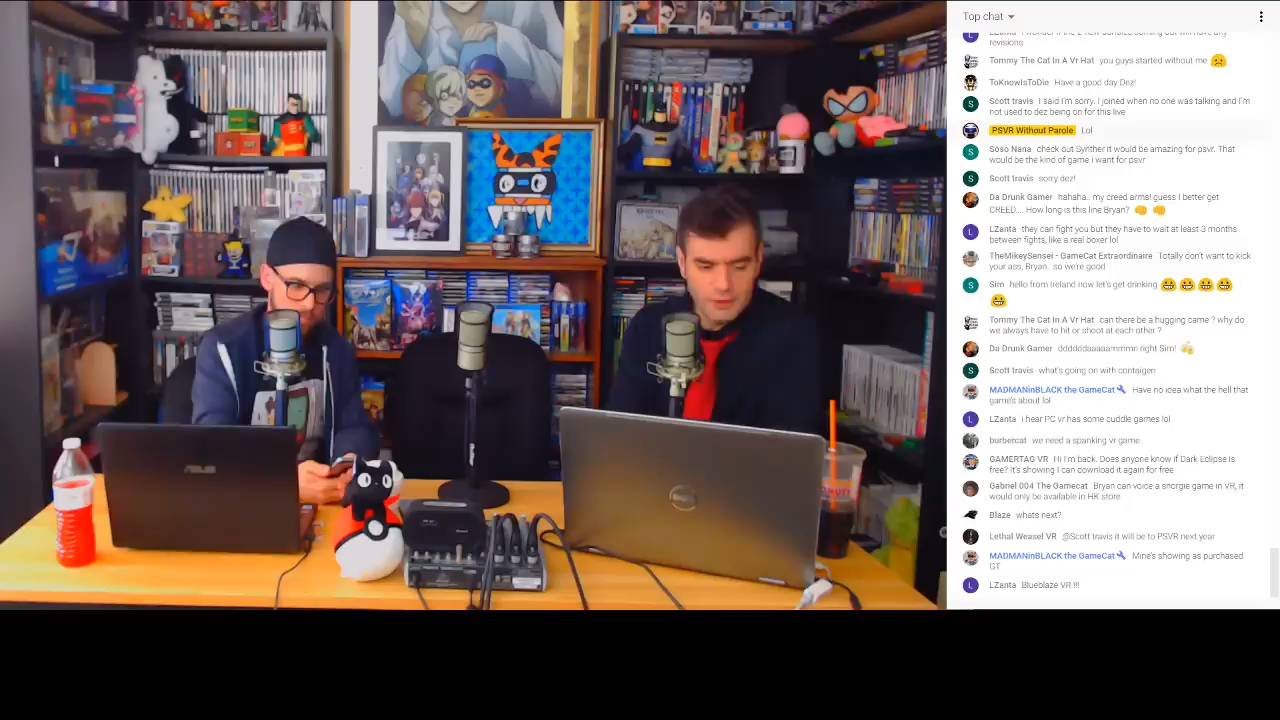 Top chat
LZanta I wonder if the 2 new bundles coming out will have any
revisions
Tommy The Cat In A Vr Hat you guys started without me
ToKnowIsToDie Have a good day Dez!
Scott travis I said I'm sorry. I joined when no one was talking and I'm
not used to dez being on for this live
PSVR Without Parole Lol
Soso Nana check out Synther it would be amazing for psvr. That
would be the kind of game i want for psvr
Scott travis sorry dez!
Da Drunk Gamer hahaha.. my creed arms! guess I better get
CREED.... How long is this line Bryan?
LZanta they can fight you but they have to wait at least 3 months
between fights, like a real boxer lol
TheMikeySensei - GameCat Extraordinaire Totally don't want to kick
your ass, Bryan. so we're good!
Sim hello from Ireland now let's get drinking
Tommy The Cat In A Vr Hat can there be a hugging came ? why do
we always have to hit or shoot at each other ?
Da Drunk Gamer ddddddaaaaammmn right Sim!
Scott travis what's going on with contaigen
MADMANinBLACK the GameCat Have no idea what the hell that
game's about lol
LZanta i hear PC vr has some cuddle games lol
burbercat we need a spanking vr game
GAMERTAG VR Hi I'm back. Does anyone know if Dark Eclipse is
free? It's showing I can download it again for free
Gabriel 004 The Gamecat Bryan can voice a snorgie game in VR, it
would only be available in HK store
Blaze whats next?
Lethal Weasel VR @Scott travis it will be to PSVR next year
MADMANinBLACK the GameCat Mine's showing as purchased
GT
LZanta Blueblaze VR !!!
ASUS
DELL